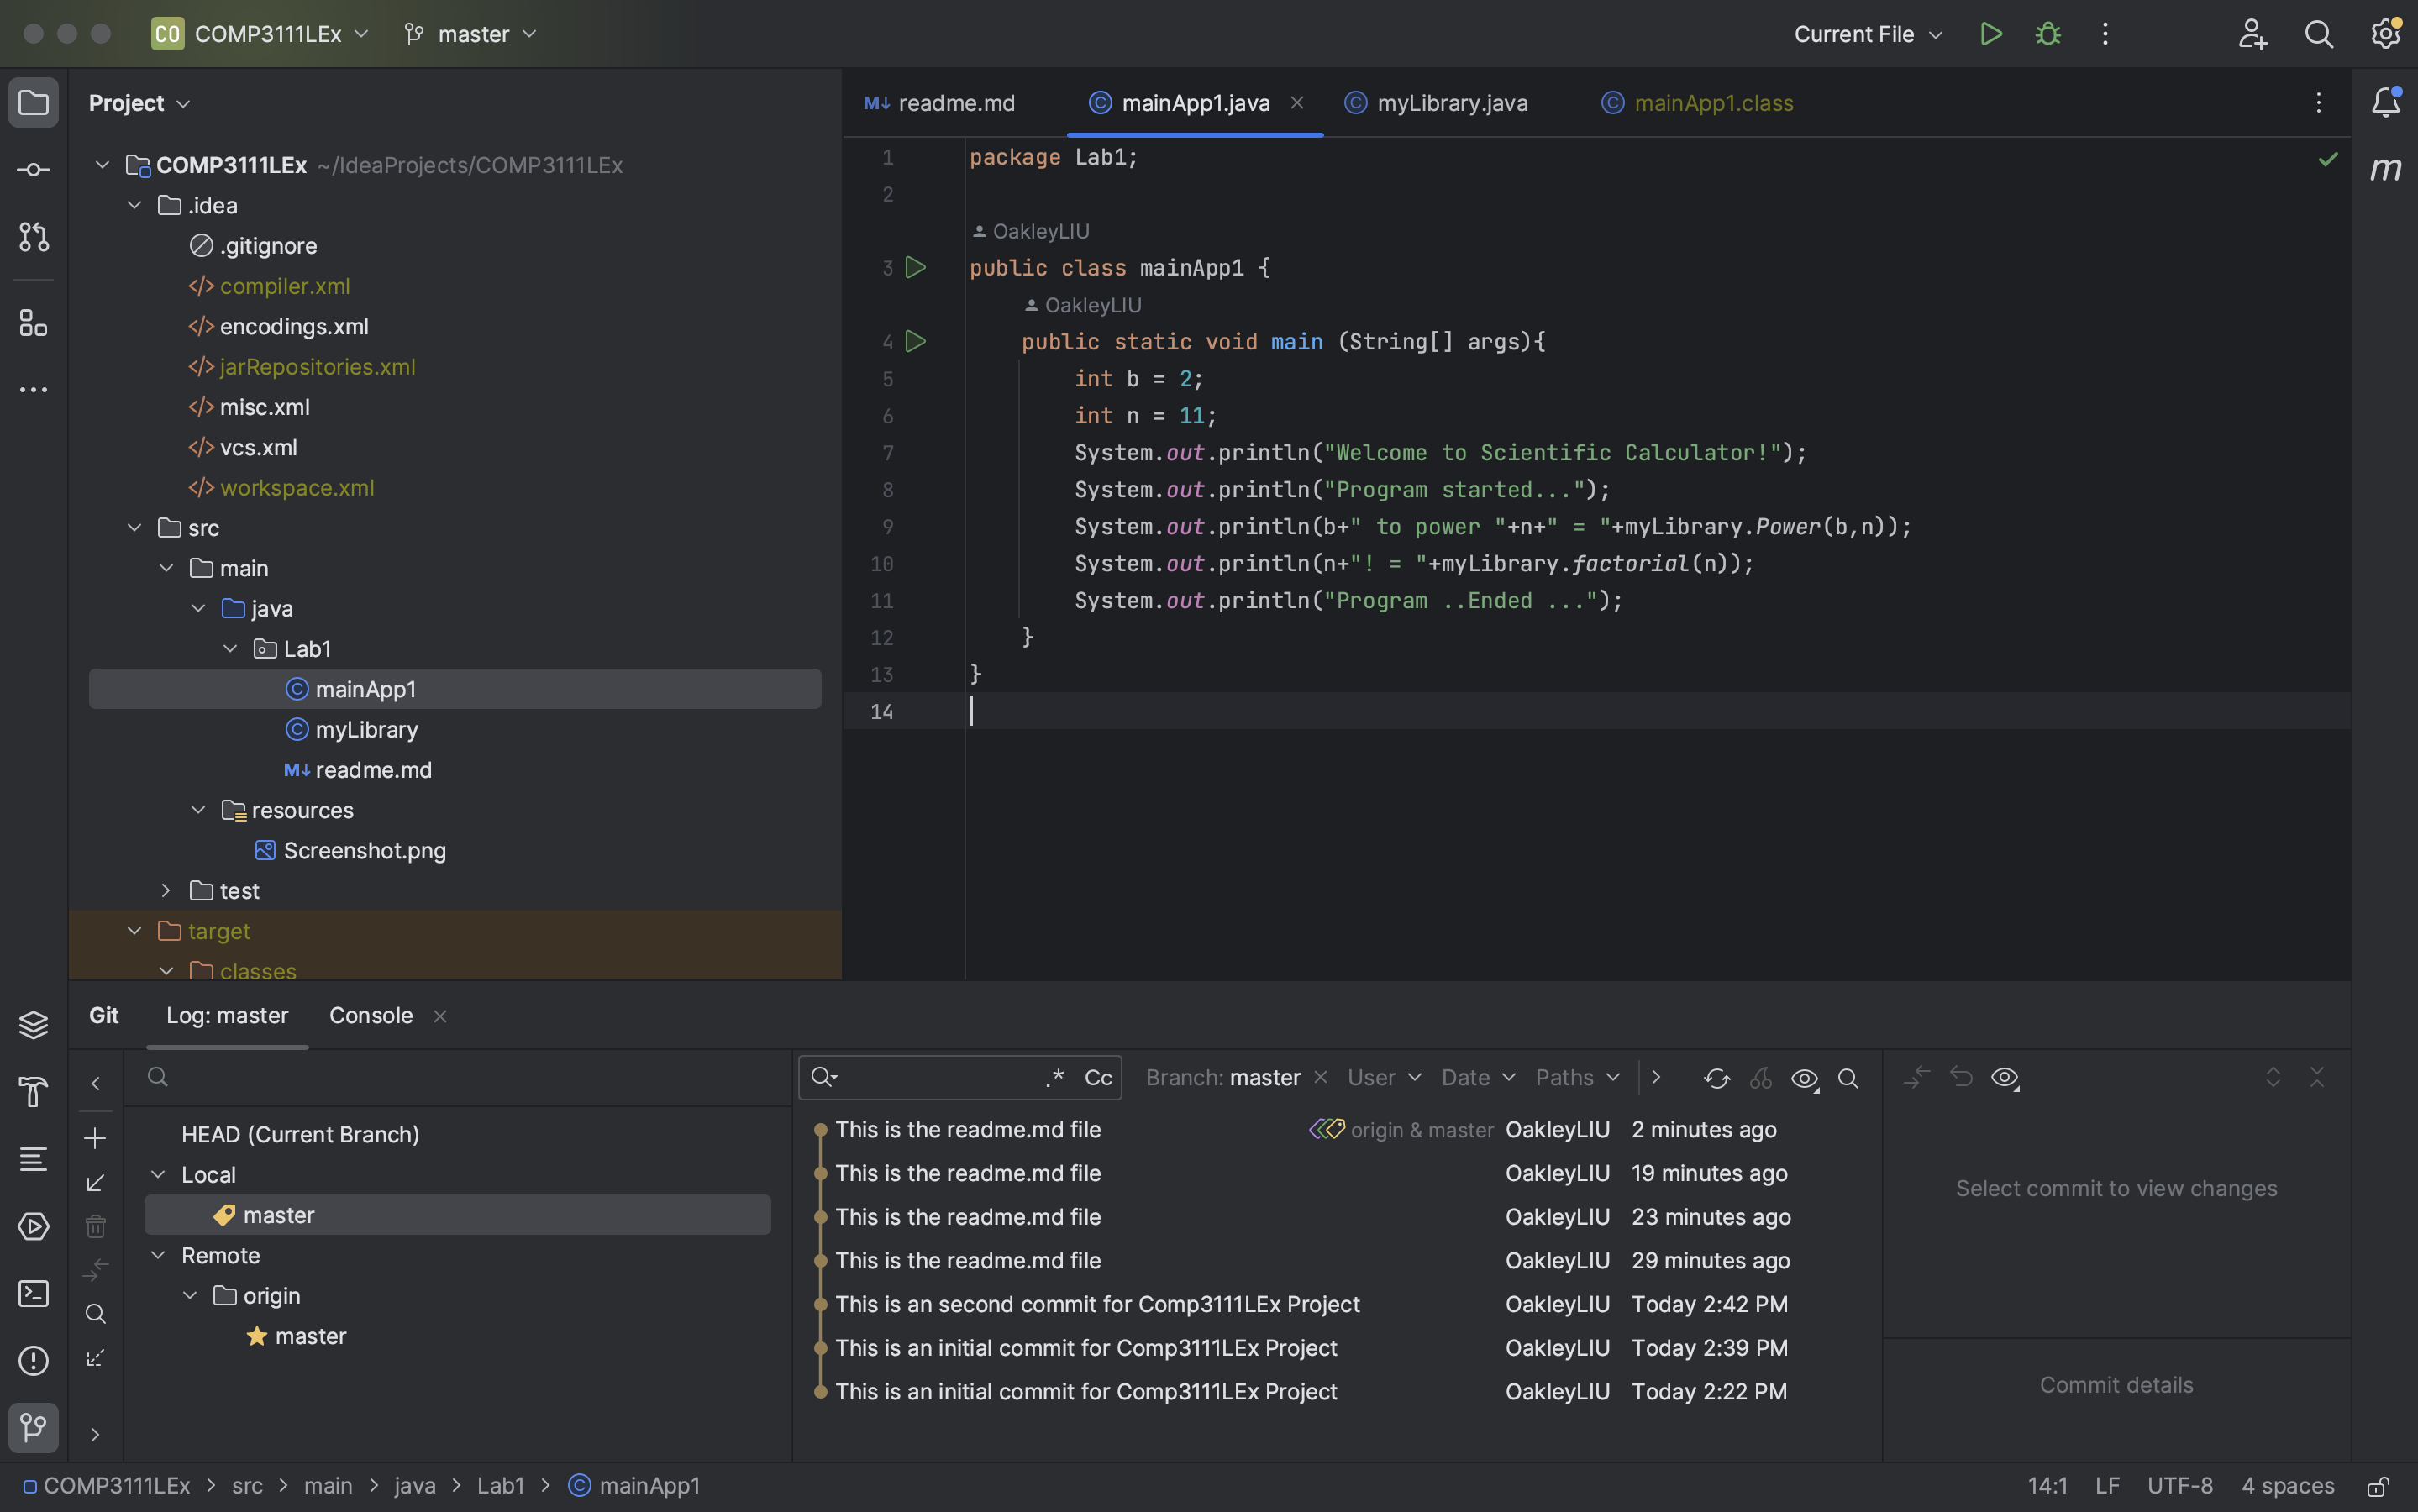 CO COMP3111LEx master Current File
Project
COMP3111LEx ~/IdeaProjects/COMP3111LEx
.idea
.gitignore
</> compiler.xml
</> encodings.xml
</> jarRepositories.xml
</> misc.xml
</> vcs.xml
</> workspace.xml
src
main
java
Lab1
mainApp1
myLibrary
M↓ readme.md
resources
Screenshot.png
test
target
classes
M↓ readme.md mainApp1.java myLibrary.java mainApp1.class
m
1 package Lab1;
2
OakleyLIU
3 public class mainApp1 {
OakleyLIU
4 public static void main (String[] args){
5 int b = 2;
6 int n = 11;
7 System.out.println("Welcome to Scientific Calculator!");
8 System.out.println("Program started...");
9 System.out.println(b+" to power "+n+" = "+myLibrary.Power(b,n));
10 System.out.println(n+"! = "+myLibrary.factorial(n));
11 System.out.println("Program ..Ended ...");
12 }
13 }
14
Git Log: master Console
HEAD (Current Branch)
Local
master
Remote
origin
master
.* Cc Branch: master User Date Paths
This is the readme.md file origin & master OakleyLIU 2 minutes ago
This is the readme.md file OakleyLIU 19 minutes ago
This is the readme.md file OakleyLIU 23 minutes ago
This is the readme.md file OakleyLIU 29 minutes ago
This is an second commit for Comp3111LEx Project OakleyLIU Today 2:42 PM
This is an initial commit for Comp3111LEx Project OakleyLIU Today 2:39 PM
This is an initial commit for Comp3111LEx Project OakleyLIU Today 2:22 PM
Select commit to view changes
Commit details
COMP3111LEx > src > main > java > Lab1 > mainApp1
14:1 LF UTF-8 4 spaces